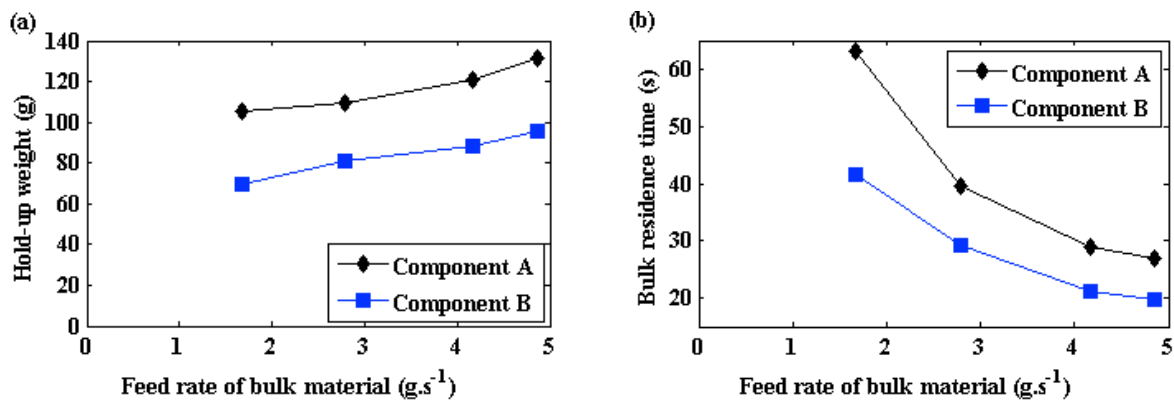 (a)
140
120
100
80
60
40
20
0
Hold-up weight (g)
Component A
Component B
0 1 2 3 4 5
Feed rate of bulk material (g.s⁻¹)
(b)
60
50
40
30
20
Bulk residence time (s)
Component A
Component B
0 1 2 3 4 5
Feed rate of bulk material (g.s⁻¹)